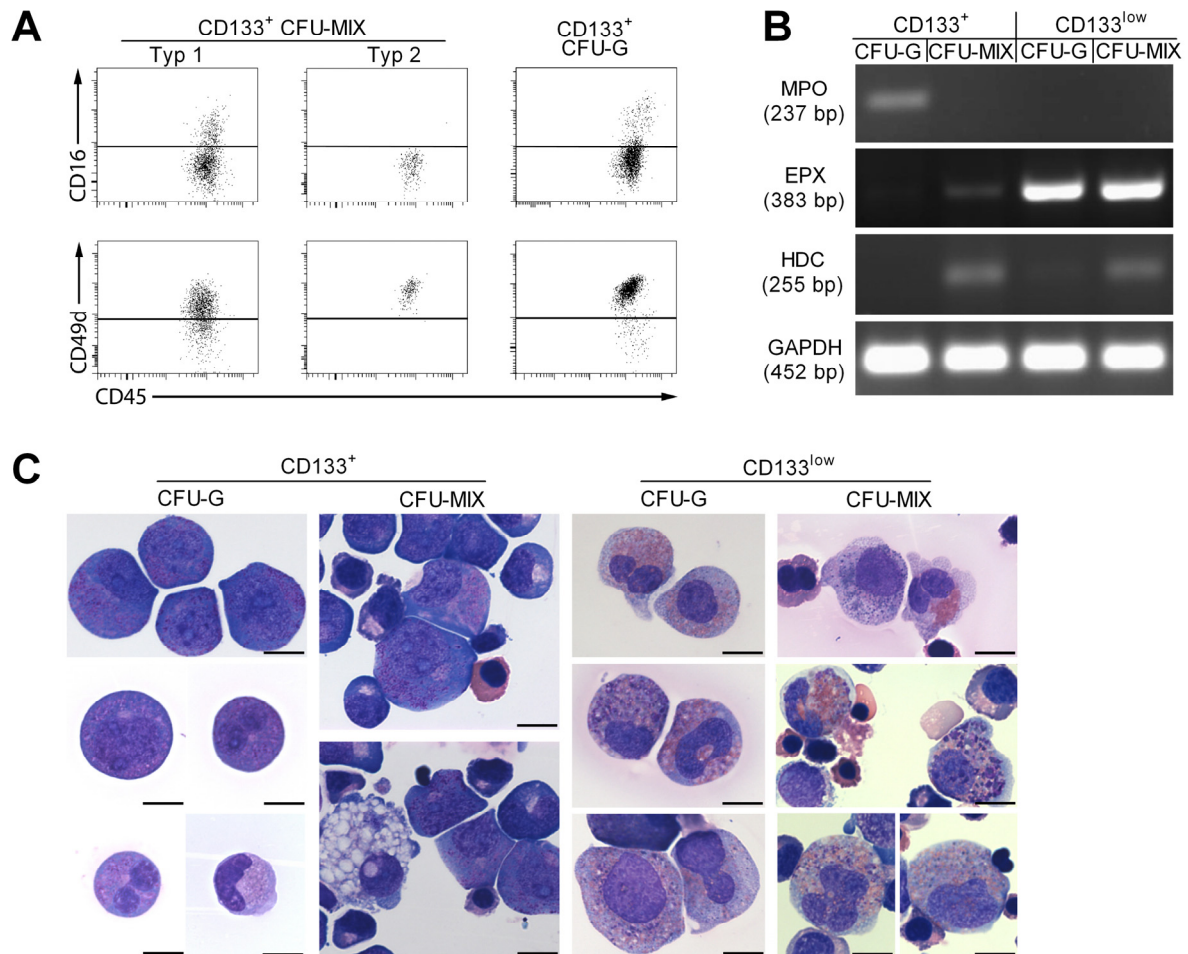 A
CD133+ CFU-MIX
Typ 1
Typ 2
CD133+
CFU-G
CD16
CD49d
CD45
B
CD133+
CD133low
CFU-G
CFU-MIX
CFU-G
CFU-MIX
MPO
(237 bp)
EPX
(383 bp)
HDC
(255 bp)
GAPDH
(452 bp)
C
CD133+
CD133low
CFU-G
CFU-MIX
CFU-G
CFU-MIX